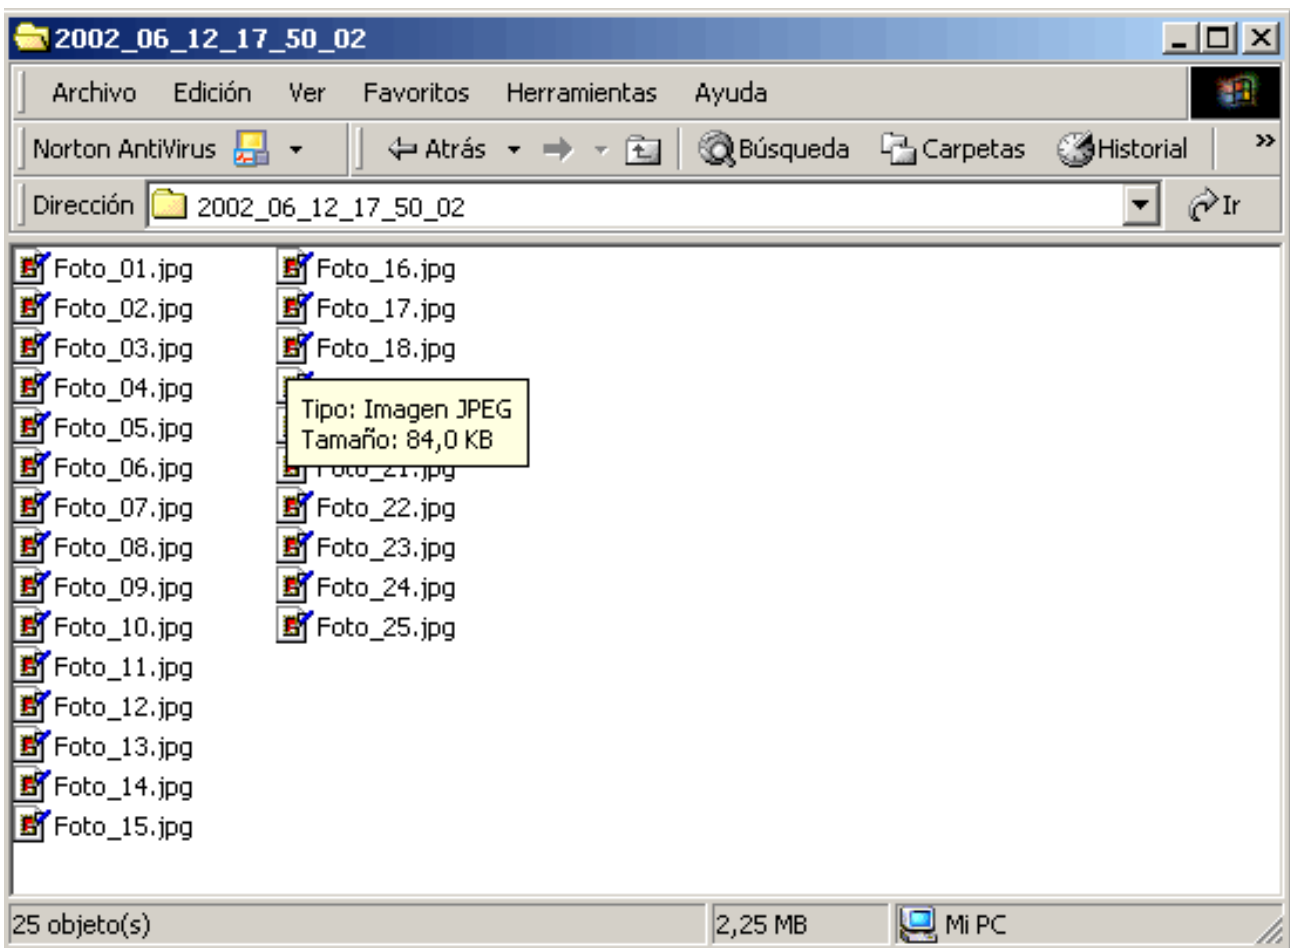 2002_06_12_17_50_02
Archivo Edición Ver Favoritos Herramientas Ayuda
Norton AntiVirus Atrás Búsqueda Carpetas Historial »
Dirección 2002_06_12_17_50_02 Ir
Foto_01.jpg
Foto_02.jpg
Foto_03.jpg
Foto_04.jpg
Foto_05.jpg
Foto_06.jpg
Foto_07.jpg
Foto_08.jpg
Foto_09.jpg
Foto_10.jpg
Foto_11.jpg
Foto_12.jpg
Foto_13.jpg
Foto_14.jpg
Foto_15.jpg
Foto_16.jpg
Foto_17.jpg
Foto_18.jpg
Tipo: Imagen JPEG
Tamaño: 84,0 KB
Foto_21.jpg
Foto_22.jpg
Foto_23.jpg
Foto_24.jpg
Foto_25.jpg
25 objeto(s) 2,25 MB Mi PC